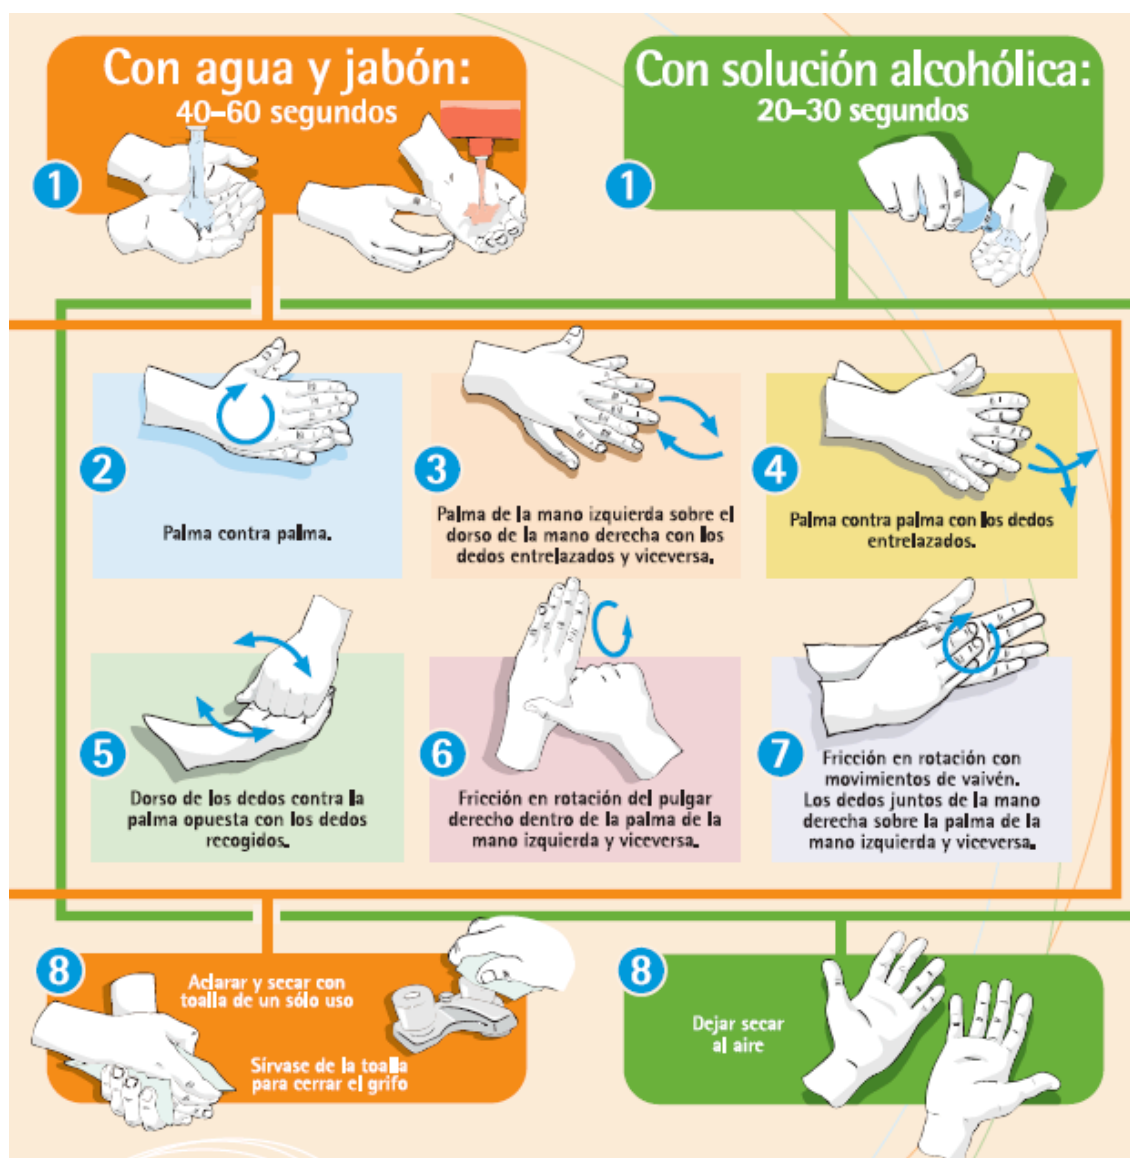 Con agua y jabón:
40–60 segundos
1
Con solución alcohólica:
20–30 segundos
1
2
Palma contra palma.
3
Palma de la mano izquierda sobre el
dorso de la mano derecha con los
dedos entrelazados y viceversa.
4
Palma contra palma con los dedos
entrelazados.
5
Dorso de los dedos contra la
palma opuesta con los dedos
recogidos.
6
Fricción en rotación del pulgar
derecho dentro de la palma de la
mano izquierda y viceversa.
7
Fricción en rotación con
movimientos de vaivén.
Los dedos juntos de la mano
derecha sobre la palma de la
mano izquierda y viceversa.
8
Aclarar y secar con
toalla de un sólo uso
Sírvase de la toalla
para cerrar el grifo
8
Dejar secar
al aire